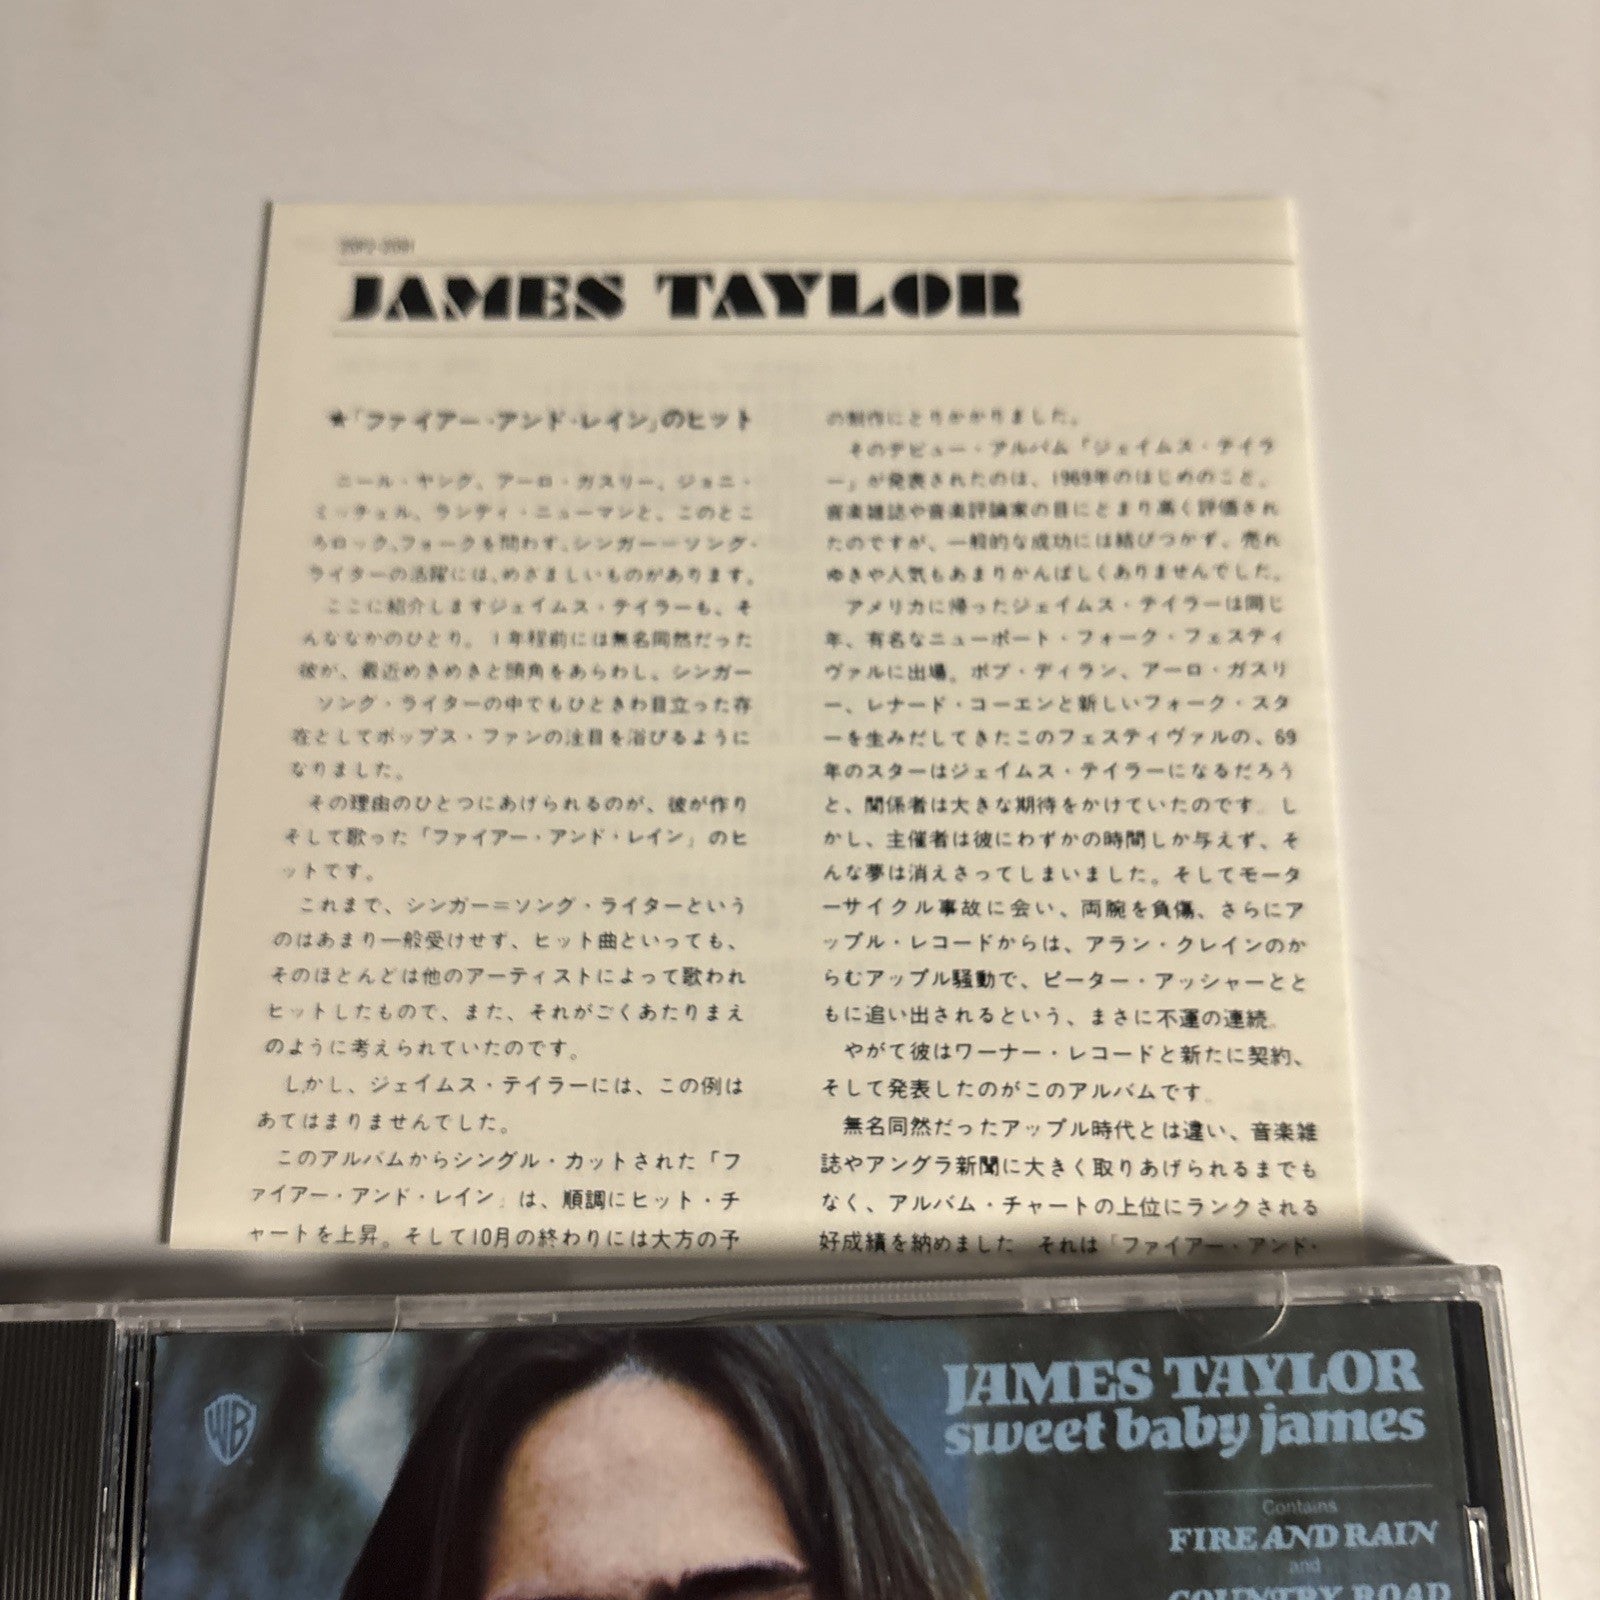 20P2-2091
JAMES TAYLOR
★「ファイアー・アンド・レイン」のヒット
ニール・ヤング、アーロ・ガスリー、ジョニ・
ミッチェル、ランディ・ニューマンと、このとこ
ろロック、フォークを問わず、シンガー=ソング・
ライターの活躍には、めざましいものがあります。
ここに紹介しますジェイムス・テイラーも、そ
んななかのひとり。1年程前には無名同然だった
彼が、最近めきめきと頭角をあらわし、シンガー
ソング・ライターの中でもひときわ目立った存
在としてポップス・ファンの注目を浴びるように
なりました。
その理由のひとつにあげられるのが、彼が作り
そして歌った「ファイアー・アンド・レイン」のヒ
ットです。
これまで、シンガー=ソング・ライターという
のはあまり一般受けせず、ヒット曲といっても、
そのほとんどは他のアーティストによって歌われ
ヒットしたもので、また、それがごくあたりまえ
のように考えられていたのです。
しかし、ジェイムス・テイラーには、この例は
あてはまりませんでした。
このアルバムからシングル・カットされた「フ
ァイアー・アンド・レイン」は、順調にヒット・チ
ャートを上昇。そして10月の終わりには大方の予
の制作にとりかかりました。
そのデビュー・アルバム「ジェイムス・テイラ
ー」が発表されたのは、1969年のはじめのこと。
音楽雑誌や音楽評論家の目にとまり高く評価され
たのですが、一般的な成功には結びつかず、売れ
ゆきや人気もあまりかんばしくありませんでした。
アメリカに帰ったジェイムス・テイラーは同じ
年、有名なニューポート・フォーク・フェスティ
ヴァルに出場。ボブ・ディラン、アーロ・ガスリ
ー、レナード・コーエンと新しいフォーク・スタ
ーを生みだしてきたこのフェスティヴァルの、69
年のスターはジェイムス・テイラーになるだろう
と、関係者は大きな期待をかけていたのです。し
かし、主催者は彼にわずかの時間しか与えず、そ
んな夢は消えさってしまいました。そしてモータ
ーサイクル事故に会い、両腕を負傷、さらにア
ップル・レコードからは、アラン・クレインのか
らむアップル騒動で、ピーター・アッシャーとと
もに追い出されるという、まさに不運の連続。
やがて彼はワーナー・レコードと新たに契約、
そして発表したのがこのアルバムです。
無名同然だったアップル時代とは違い、音楽雑
誌やアングラ新聞に大きく取りあげられるまでも
なく、アルバム・チャートの上位にランクされる
好成績を納めました。それは「ファイアー・アンド・
WB
JAMES TAYLOR
sweet baby james
Contains
FIRE AND RAIN
and
COUNTRY ROAD